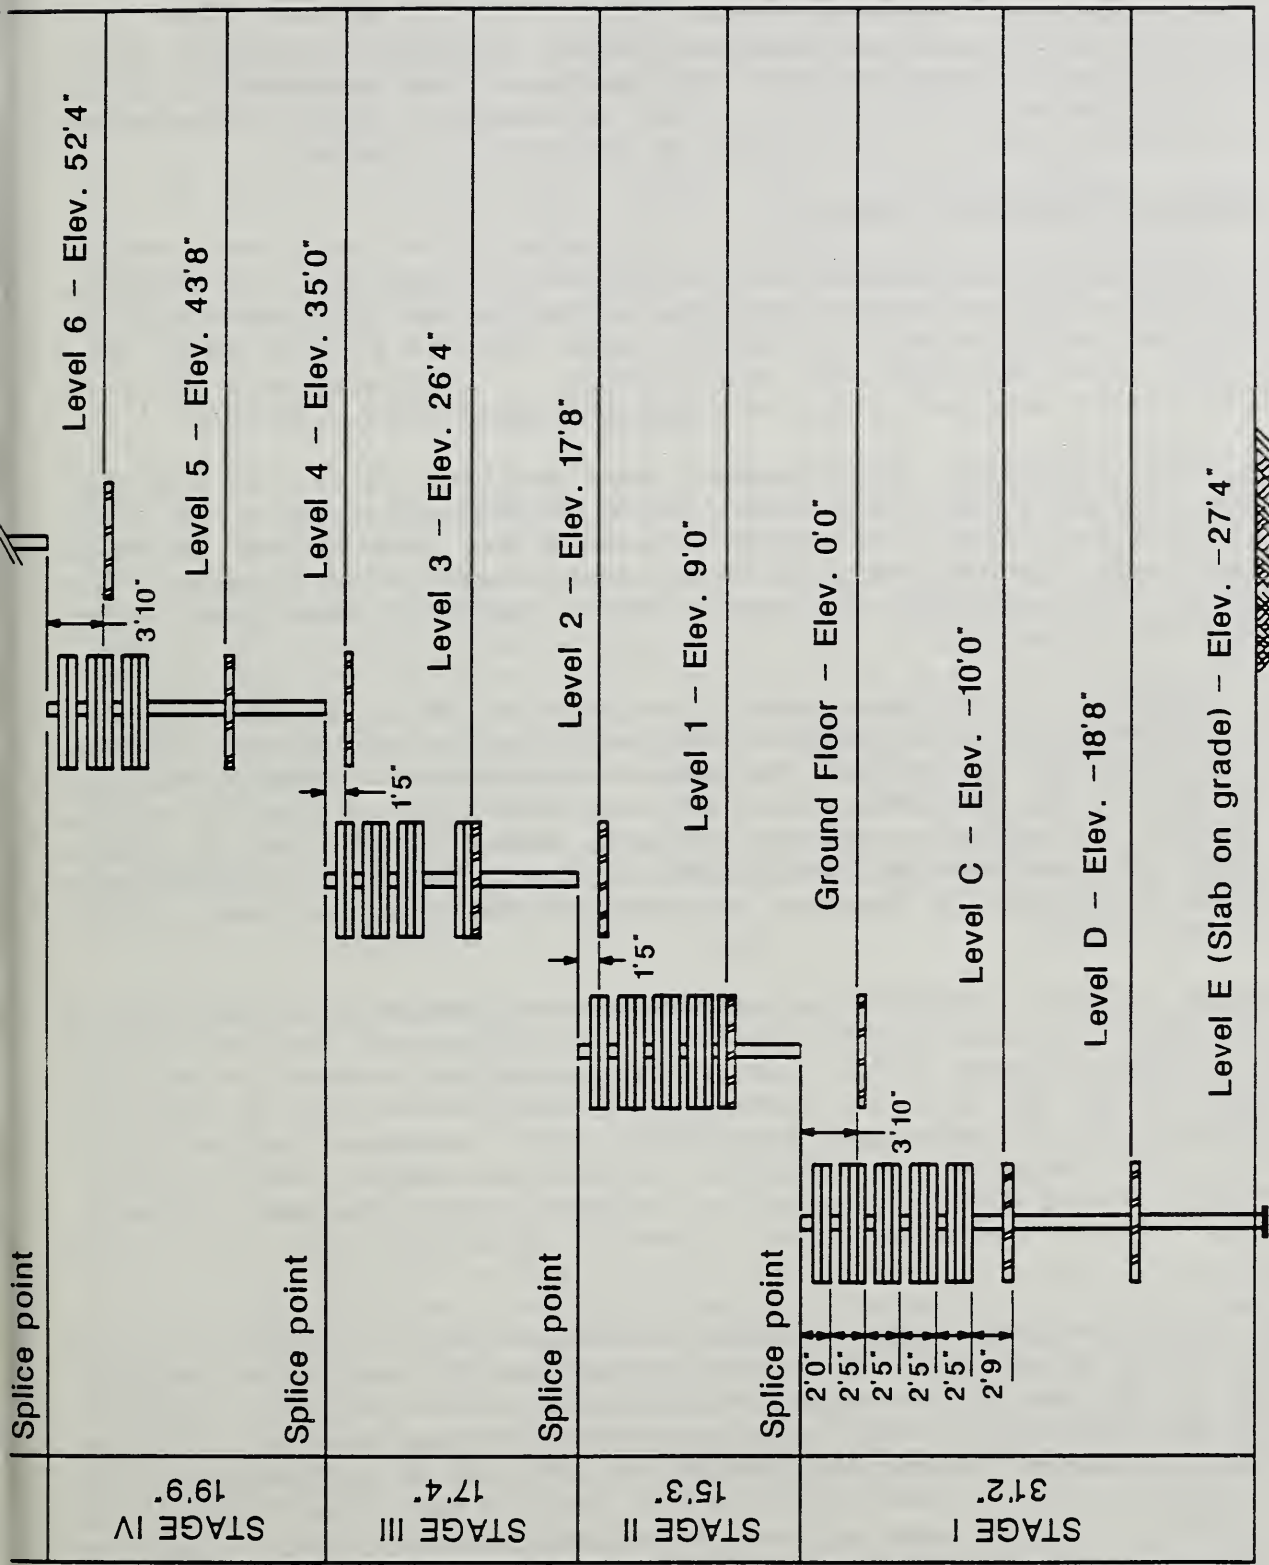 Splice point
Level 6 – Elev. 52'4"
3'10"
Level 5 – Elev. 43'8"
Level 4 – Elev. 35'0"
Splice point
1'5"
Level 3 – Elev. 26'4"
Level 2 – Elev. 17'8"
Splice point
1'5"
Level 1 – Elev. 9'0"
Splice point
Ground Floor – Elev. 0'0"
3'10"
2'0"
2'5"
2'5"
2'5"
2'5"
2'9"
Level C – Elev. –10'0"
Level D – Elev. –18'8"
Level E (Slab on grade) – Elev. –27'4"
STAGE IV
19'9"
STAGE III
17'4"
STAGE II
15'3"
STAGE I
31'2"